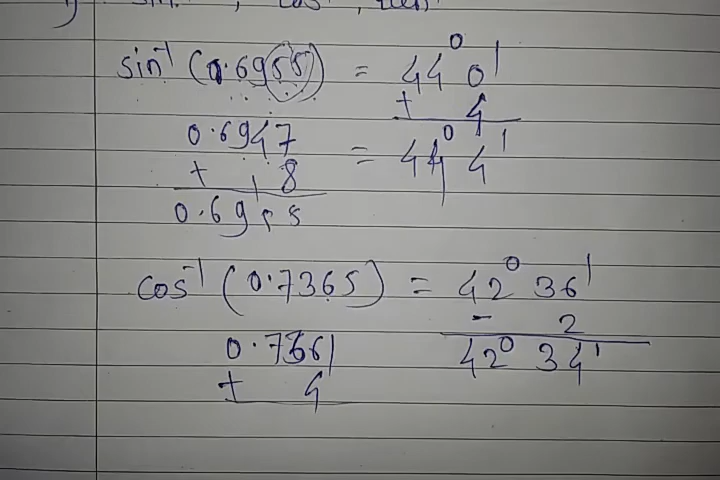 sin⁻¹ (0.6955) = 44° 0'
+ 4
0.6947 = 44° 4'
+ 8
0.6955
cos⁻¹ (0.7365) = 42° 36'
- 2
0.7361 42° 34'
+ 4